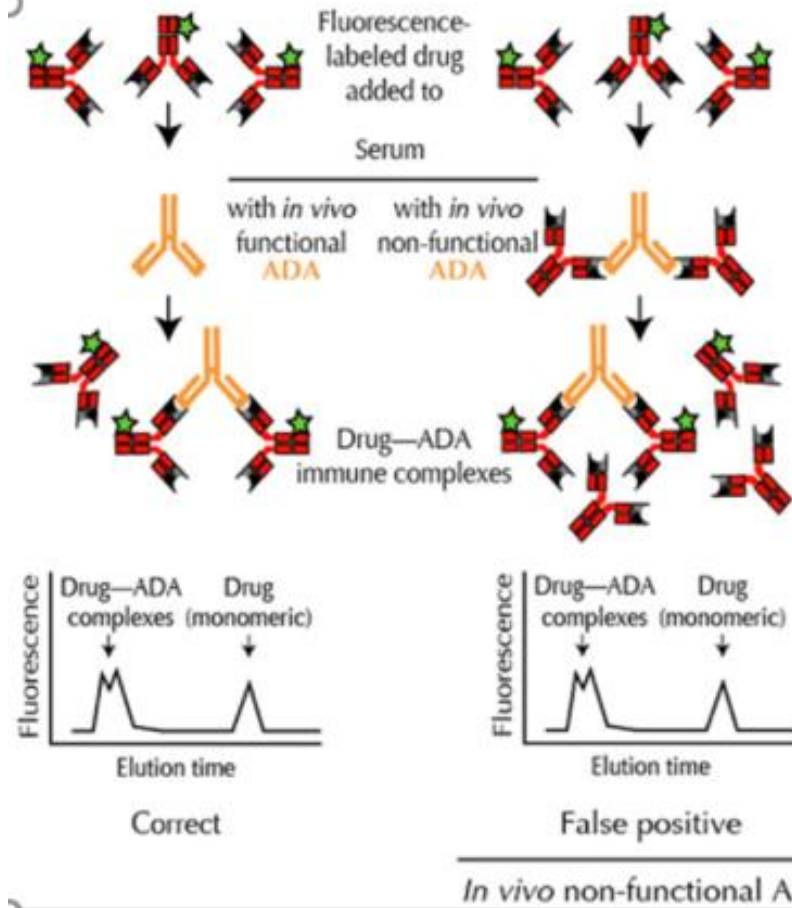 Fluorescence-
labeled drug
added to
Serum
with in vivo
functional
ADA
with in vivo
non-functional
ADA
Drug—ADA
immune complexes
Fluorescence
Drug—ADA
complexes
Drug
(monomeric)
Elution time
Correct
Fluorescence
Drug—ADA
complexes
Drug
(monomeric)
Elution time
False positive
In vivo non-functional A